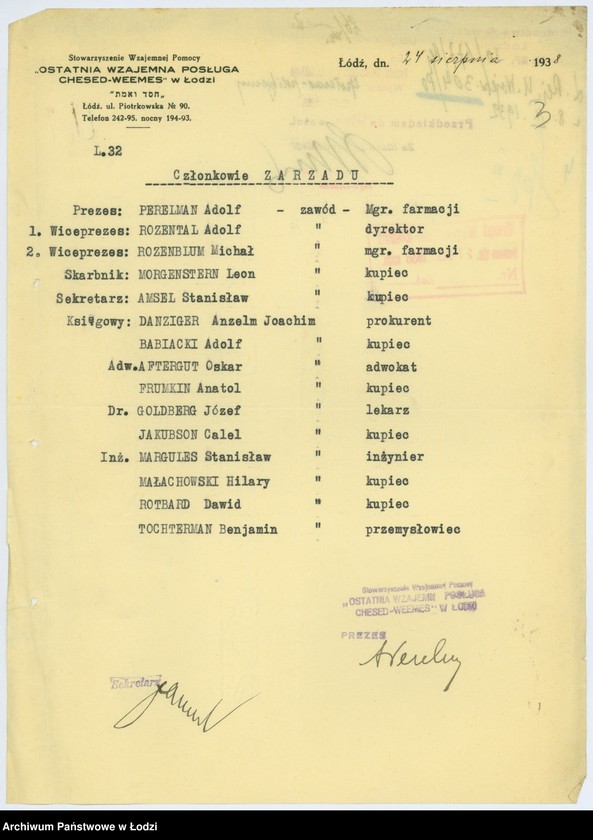 Stowarzyszenie Wzajemnej Pomocy
„OSTATNIA WZAJEMNA POSŁUGA
CHESED-WEEMES" w Łodzi
"חסד ואמת"
Łódź. ul. Piotrkowska № 90.
Telefon 242-95. nocny 194-93.
Łódź, dn. 24 sierpnia 1938
3
L.32
Członkowie ZARZADU
Prezes: PERELMAN Adolf - zawód - Mgr. farmacji
1. Wiceprezes: ROZENTAL Adolf " dyrektor
2. Wiceprezes: ROZENBLUM Michał " mgr. farmacji
Skarbnik: MORGENSTERN Leon " kupiec
Sekretarz: AMSEL Stanisław " kupiec
Księgowy: DANZIGER Anzelm Joachim prokurent
BABIACKI Adolf " kupiec
Adw. AFTERGUT Oskar " adwokat
FRUMKIN Anatol " kupiec
Dr. GOLDBERG Józef " lekarz
JAKUBSON Calel " kupiec
Inż. MARGULES Stanisław " inżynier
MAŁACHOWSKI Hilary " kupiec
ROTBARD Dawid " kupiec
TOCHTERMAN Benjamin " przemysłowiec
Stowarzyszenie Wzajemnej Pomocy
„OSTATNIA WZAJEMN POSŁUGA
CHESED-WEEMES" W ŁODZI
PREZES
Sekretarz
Archiwum Państwowe w Łodzi